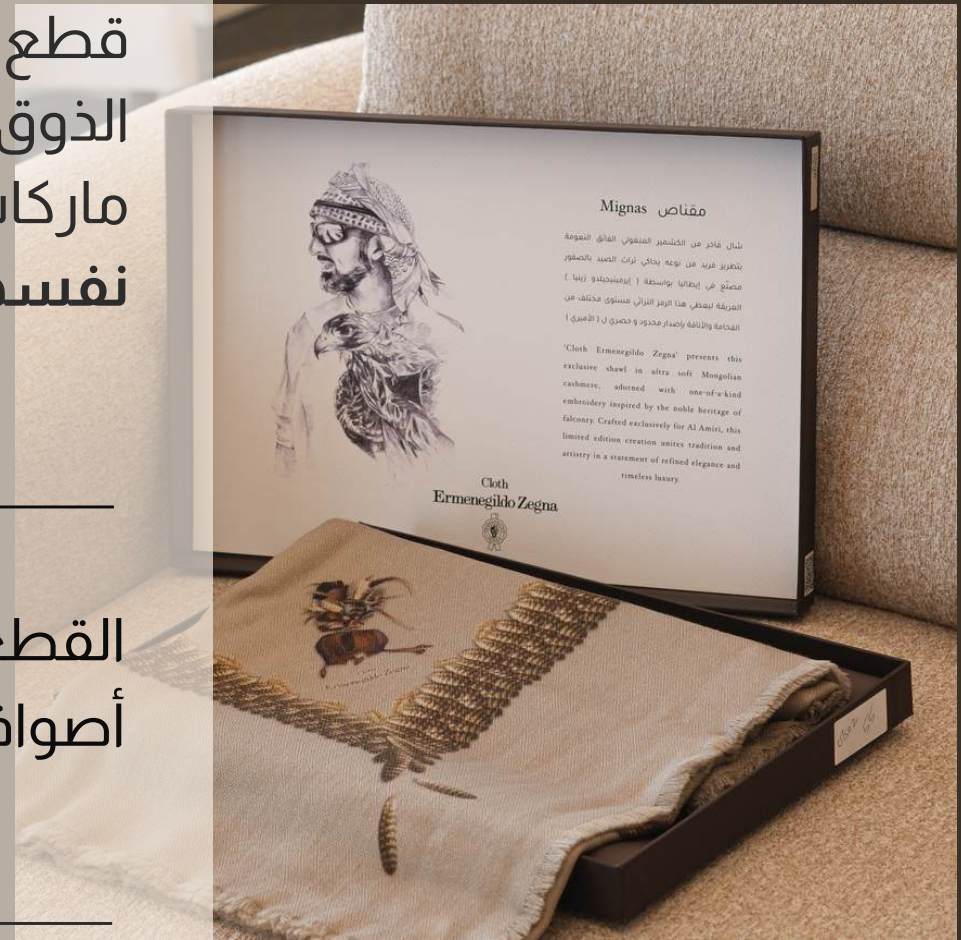 قطع
الذوق
نفس
القط
مقناص Mignas
شال فاخر من الكشمير المنغولي الفائق النعومة
بتطريز فريد من نوعه يحاكي تراث الصيد بالصقور
مصنّع في إيطاليا بواسطة ( إيرمينيجيلدو زينيا )
العريقة ليعطي هذا الرمز التراثي مستوى مختلف من
الفخامة والأناقة بإصدار محدود و حصري ل ( الأميري )
'Cloth Ermenegildo Zegna' presents this
exclusive shawl in ultra soft Mongolian
cashmere, adorned with one-of-a-kind
embroidery inspired by the noble heritage of
falconry. Crafted exclusively for Al Amiri, this
limited edition creation unites tradition and
artistry in a statement of refined elegance and
timeless luxury.
Cloth
Ermenegildo Zegna
Ermenegildo Zegna